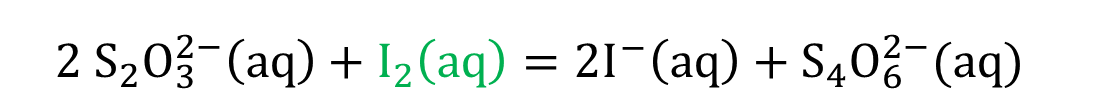 2 S₂O₃²⁻(aq) + I₂(aq) = 2I⁻(aq) + S₄O₆²⁻(aq)